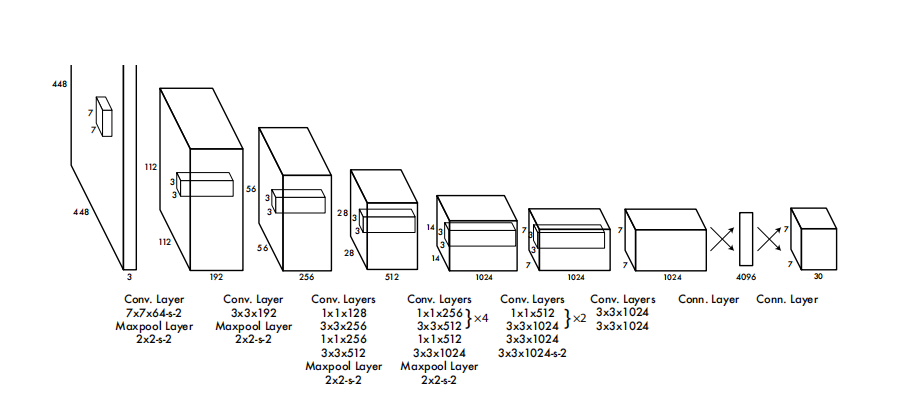 448
448
7
7
3
112
112
3
3
192
56
56
3
3
256
28
28
3
3
512
14
14
3
3
1024
7
7
3
3
1024
7
7
1024
4096
7
7
30
Conv. Layer
7x7x64-s-2
Maxpool Layer
2x2-s-2
Conv. Layer
3x3x192
Maxpool Layer
2x2-s-2
Conv. Layers
1x1x128
3x3x256
1x1x256
3x3x512
Maxpool Layer
2x2-s-2
Conv. Layers
1x1x256
3x3x512
}×4
1x1x512
3x3x1024
Maxpool Layer
2x2-s-2
Conv. Layers
1x1x512
3x3x1024
}×2
3x3x1024
3x3x1024-s-2
Conv. Layers
3x3x1024
3x3x1024
Conn. Layer
Conn. Layer